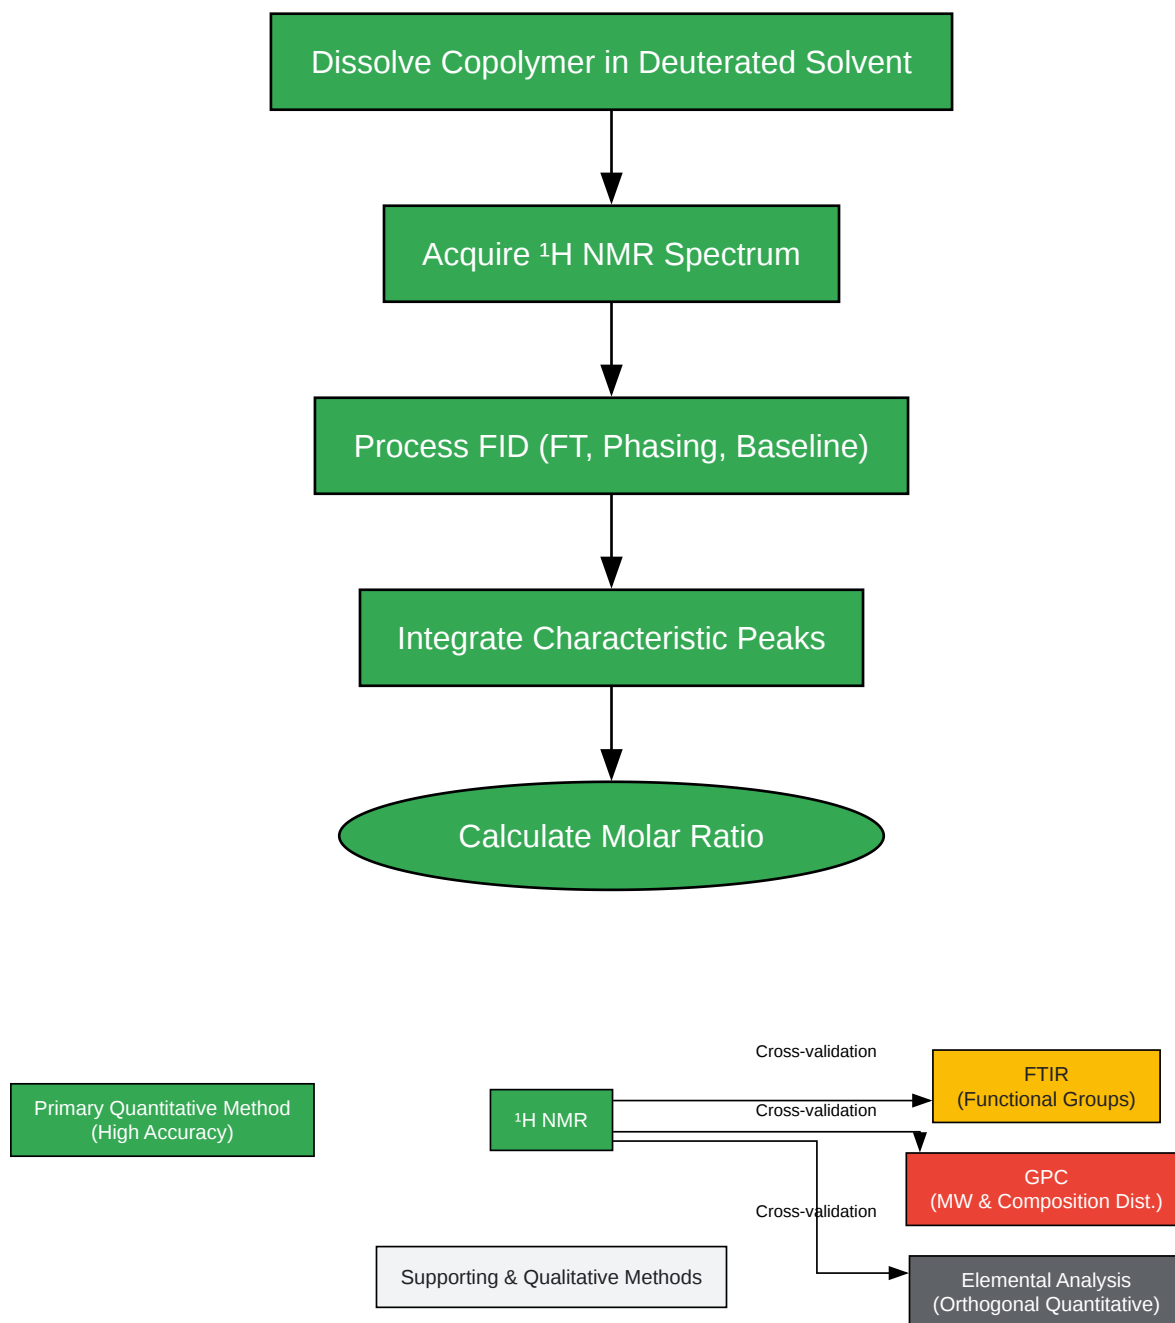 Dissolve Copolymer in Deuterated Solvent
Acquire ¹H NMR Spectrum
Process FID (FT, Phasing, Baseline)
Integrate Characteristic Peaks
Calculate Molar Ratio
Cross-validation
FTIR
(Functional Groups)
Primary Quantitative Method
(High Accuracy)
¹H NMR
Cross-validation
GPC
(MW & Composition Dist.)
Cross-validation
Supporting & Qualitative Methods
Elemental Analysis
(Orthogonal Quantitative)